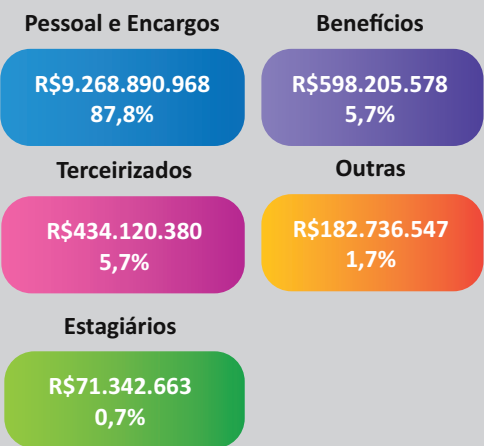 Pessoal e Encargos
R$9.268.890.968
87,8%
Benefícios
R$598.205.578
5,7%
Terceirizados
R$434.120.380
5,7%
Outras
R$182.736.547
1,7%
Estagiários
R$71.342.663
0,7%